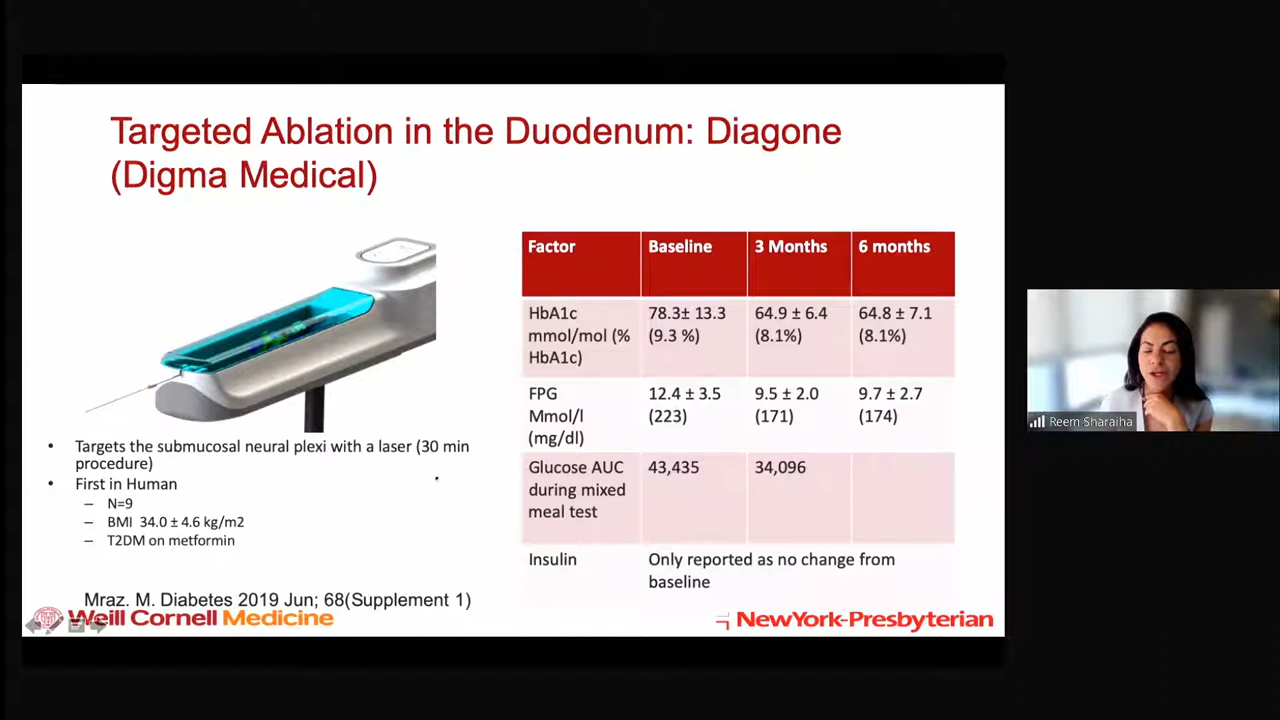 Targeted Ablation in the Duodenum: Diagone
(Digma Medical)
• Targets the submucosal neural plexi with a laser (30 min
procedure)
• First in Human
– N=9
– BMI 34.0 ± 4.6 kg/m2
– T2DM on metformin
Mraz. M. Diabetes 2019 Jun; 68(Supplement 1)
Factor Baseline 3 Months 6 months
HbA1c 78.3± 13.3 64.9 ± 6.4 64.8 ± 7.1
mmol/mol (% (9.3 %) (8.1%) (8.1%)
HbA1c)
FPG 12.4 ± 3.5 9.5 ± 2.0 9.7 ± 2.7
Mmol/l (223) (171) (174)
(mg/dl)
Glucose AUC 43,435 34,096
during mixed
meal test
Insulin Only reported as no change from
baseline
Weill Cornell Medicine
NewYork-Presbyterian
Reem Sharaiha